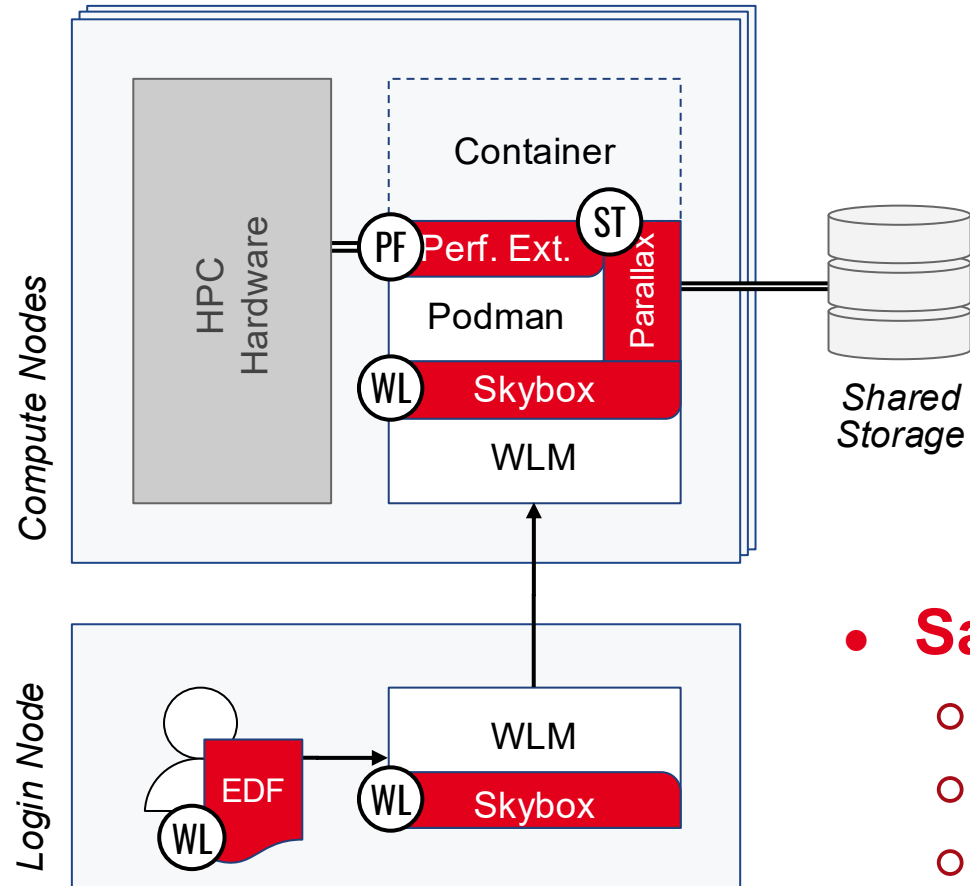 Compute Nodes
HPC
Hardware
Container
ST
PF
Perf. Ext.
Parallax
Podman
WL
Skybox
WLM
Shared
Storage
Login Node
EDF
WL
WLM
WL
Skybox
• Sa